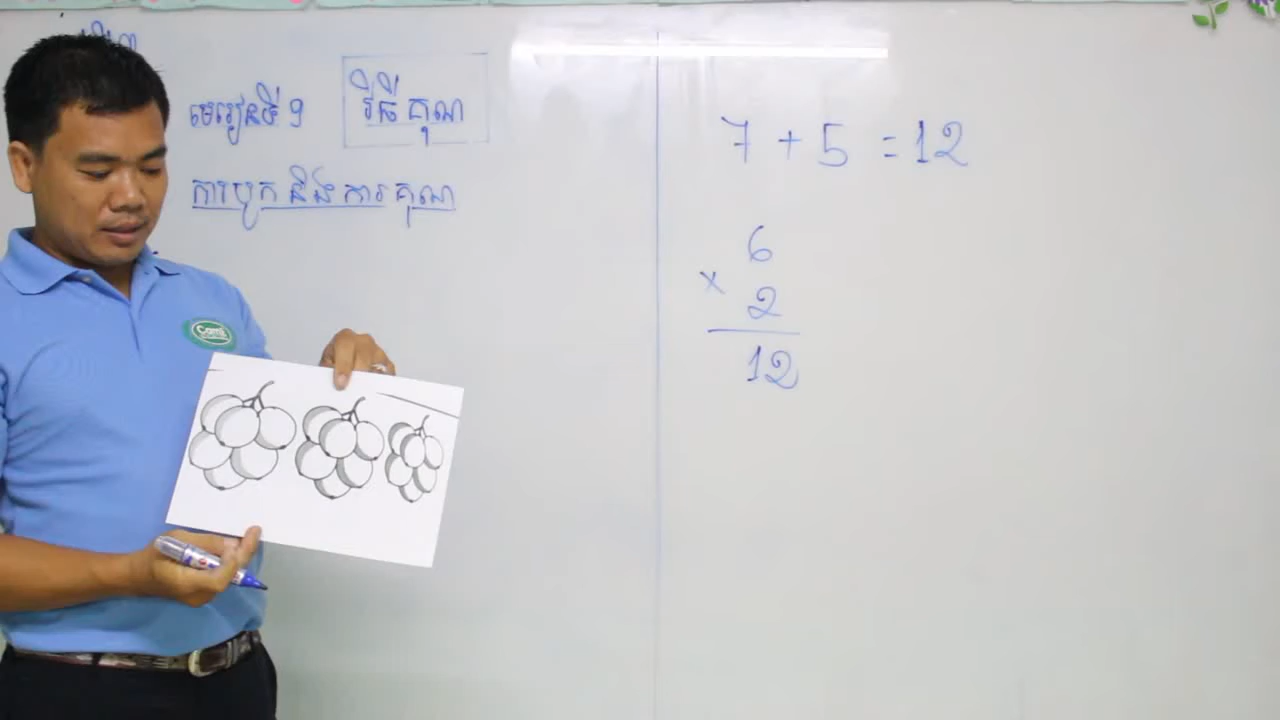 មេរៀនទី ១
វិធី គុណ
ការបូក និង ការ គុណ
7 + 5 = 12
6
× 2
12